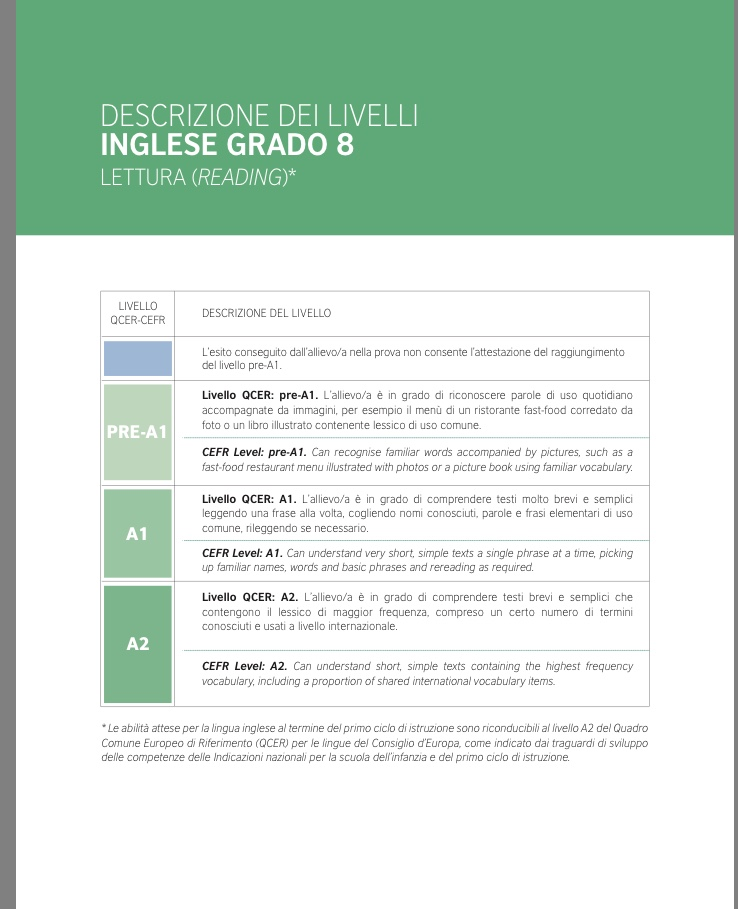 DESCRIZIONE DEI LIVELLI
INGLESE GRADO 8
LETTURA (READING)*
LIVELLO
QCER-CEFR
DESCRIZIONE DEL LIVELLO
L'esito conseguito dall'allievo/a nella prova non consente l'attestazione del raggiungimento
del livello pre-A1.
PRE-A1
Livello QCER: pre-A1. L'allievo/a è in grado di riconoscere parole di uso quotidiano
accompagnate da immagini, per esempio il menù di un ristorante fast-food corredato da
foto o un libro illustrato contenente lessico di uso comune.
CEFR Level: pre-A1. Can recognise familiar words accompanied by pictures, such as a
fast-food restaurant menu illustrated with photos or a picture book using familiar vocabulary.
A1
Livello QCER: A1. L'allievo/a è in grado di comprendere testi molto brevi e semplici
leggendo una frase alla volta, cogliendo nomi conosciuti, parole e frasi elementari di uso
comune, rileggendo se necessario.
CEFR Level: A1. Can understand very short, simple texts a single phrase at a time, picking
up familiar names, words and basic phrases and rereading as required.
A2
Livello QCER: A2. L'allievo/a è in grado di comprendere testi brevi e semplici che
contengono il lessico di maggior frequenza, compreso un certo numero di termini
conosciuti e usati a livello internazionale.
CEFR Level: A2. Can understand short, simple texts containing the highest frequency
vocabulary, including a proportion of shared international vocabulary items.
* Le abilità attese per la lingua inglese al termine del primo ciclo di istruzione sono riconducibili al livello A2 del Quadro
Comune Europeo di Riferimento (QCER) per le lingue del Consiglio d'Europa, come indicato dai traguardi di sviluppo
delle competenze delle Indicazioni nazionali per la scuola dell'infanzia e del primo ciclo di istruzione.